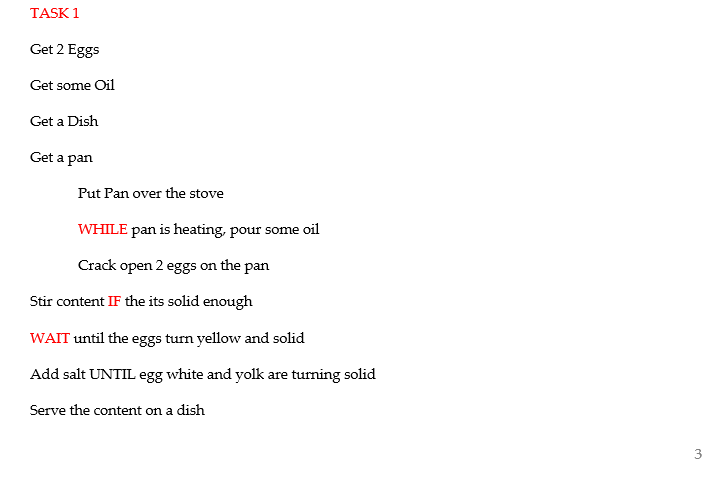 TASK 1
Get 2 Eggs
Get some Oil
Get a Dish
Get a pan
Put Pan over the stove
WHILE pan is heating, pour some oil
Crack open 2 eggs on the pan
Stir content IF the its solid enough
WAIT until the eggs turn yellow and solid
Add salt UNTIL egg white and yolk are turning solid
Serve the content on a dish
3